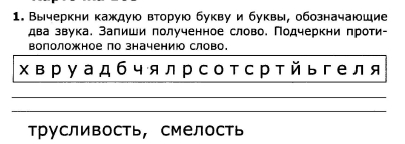 1. Вычеркни каждую вторую букву и буквы, обозначающие
два звука. Запиши полученное слово. Подчеркни проти-
воположное по значению слово.
х в р у а д б ч я л р с о т с р т й ь г е л я
трусливость, смелость